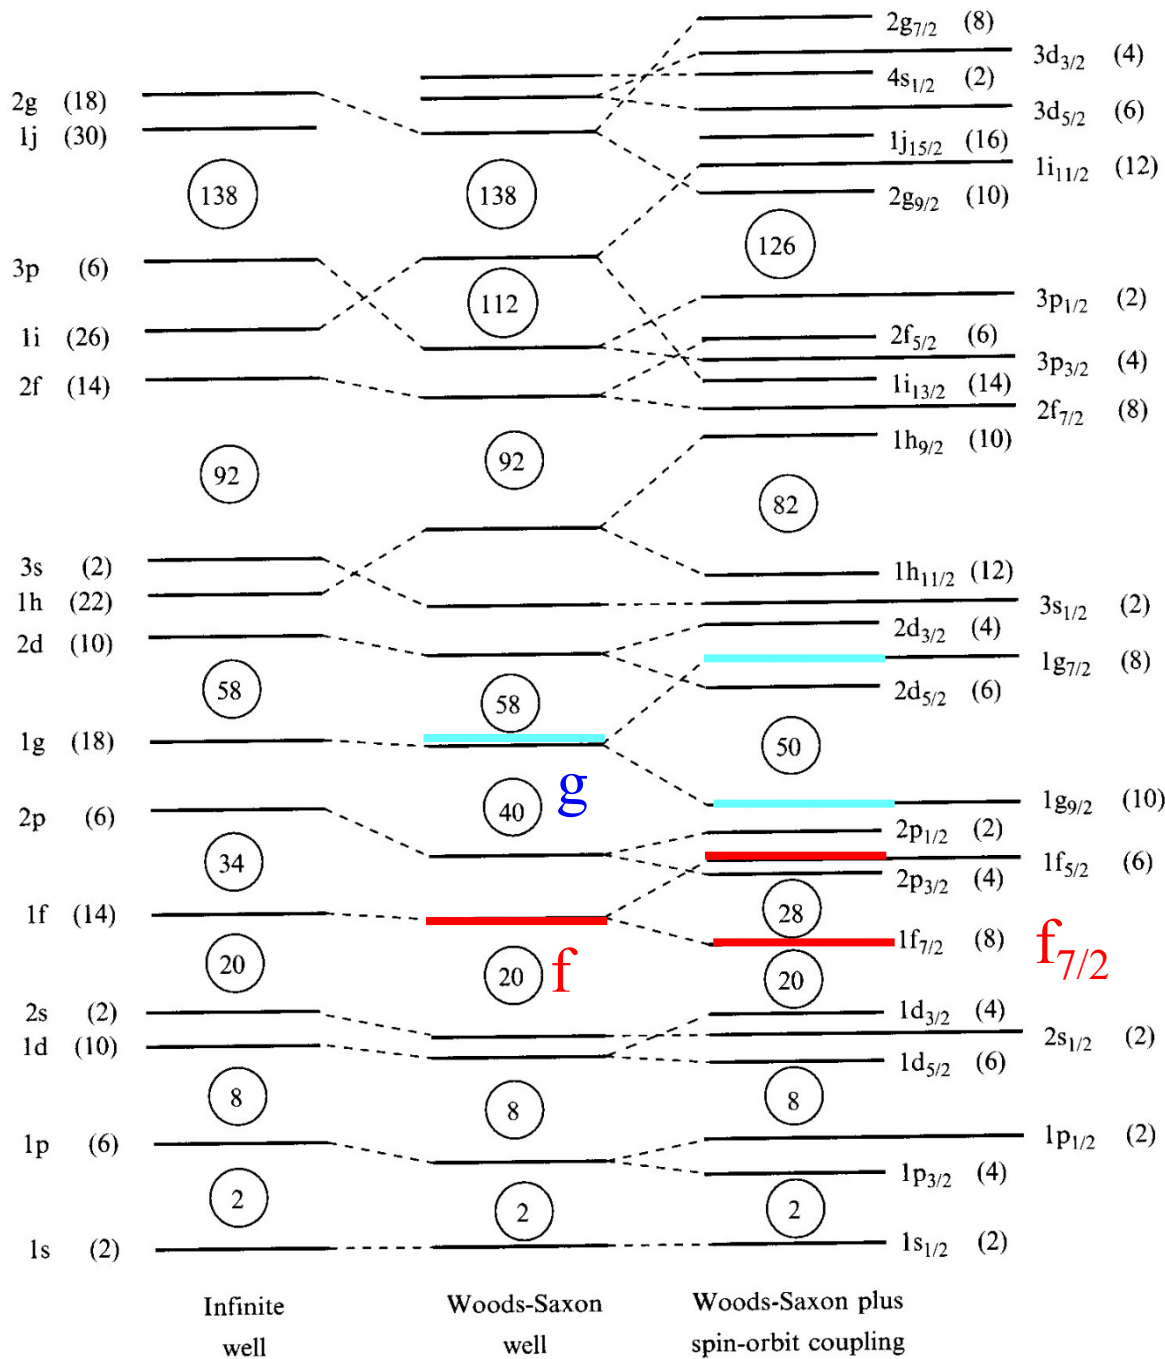 2g (18)
1j (30)
138
3p (6)
1i (26)
2f (14)
92
3s (2)
1h (22)
2d (10)
58
1g (18)
2p (6)
34
1f (14)
20
2s (2)
1d (10)
8
1p (6)
2
1s (2)
Infinite
well
138
112
92
58
40
g
20
f
8
2
Woods-Saxon
well
2g7/2 (8)
3d3/2 (4)
4s1/2 (2)
3d5/2 (6)
1j15/2 (16)
1i11/2 (12)
2g9/2 (10)
126
3p1/2 (2)
2f5/2 (6)
3p3/2 (4)
1i13/2 (14)
2f7/2 (8)
1h9/2 (10)
82
1h11/2 (12)
3s1/2 (2)
2d3/2 (4)
1g7/2 (8)
2d5/2 (6)
50
1g9/2 (10)
2p1/2 (2)
1f5/2 (6)
2p3/2 (4)
28
1f7/2 (8)
f7/2
20
1d3/2 (4)
2s1/2 (2)
1d5/2 (6)
8
1p1/2 (2)
1p3/2 (4)
2
1s1/2 (2)
Woods-Saxon plus
spin-orbit coupling